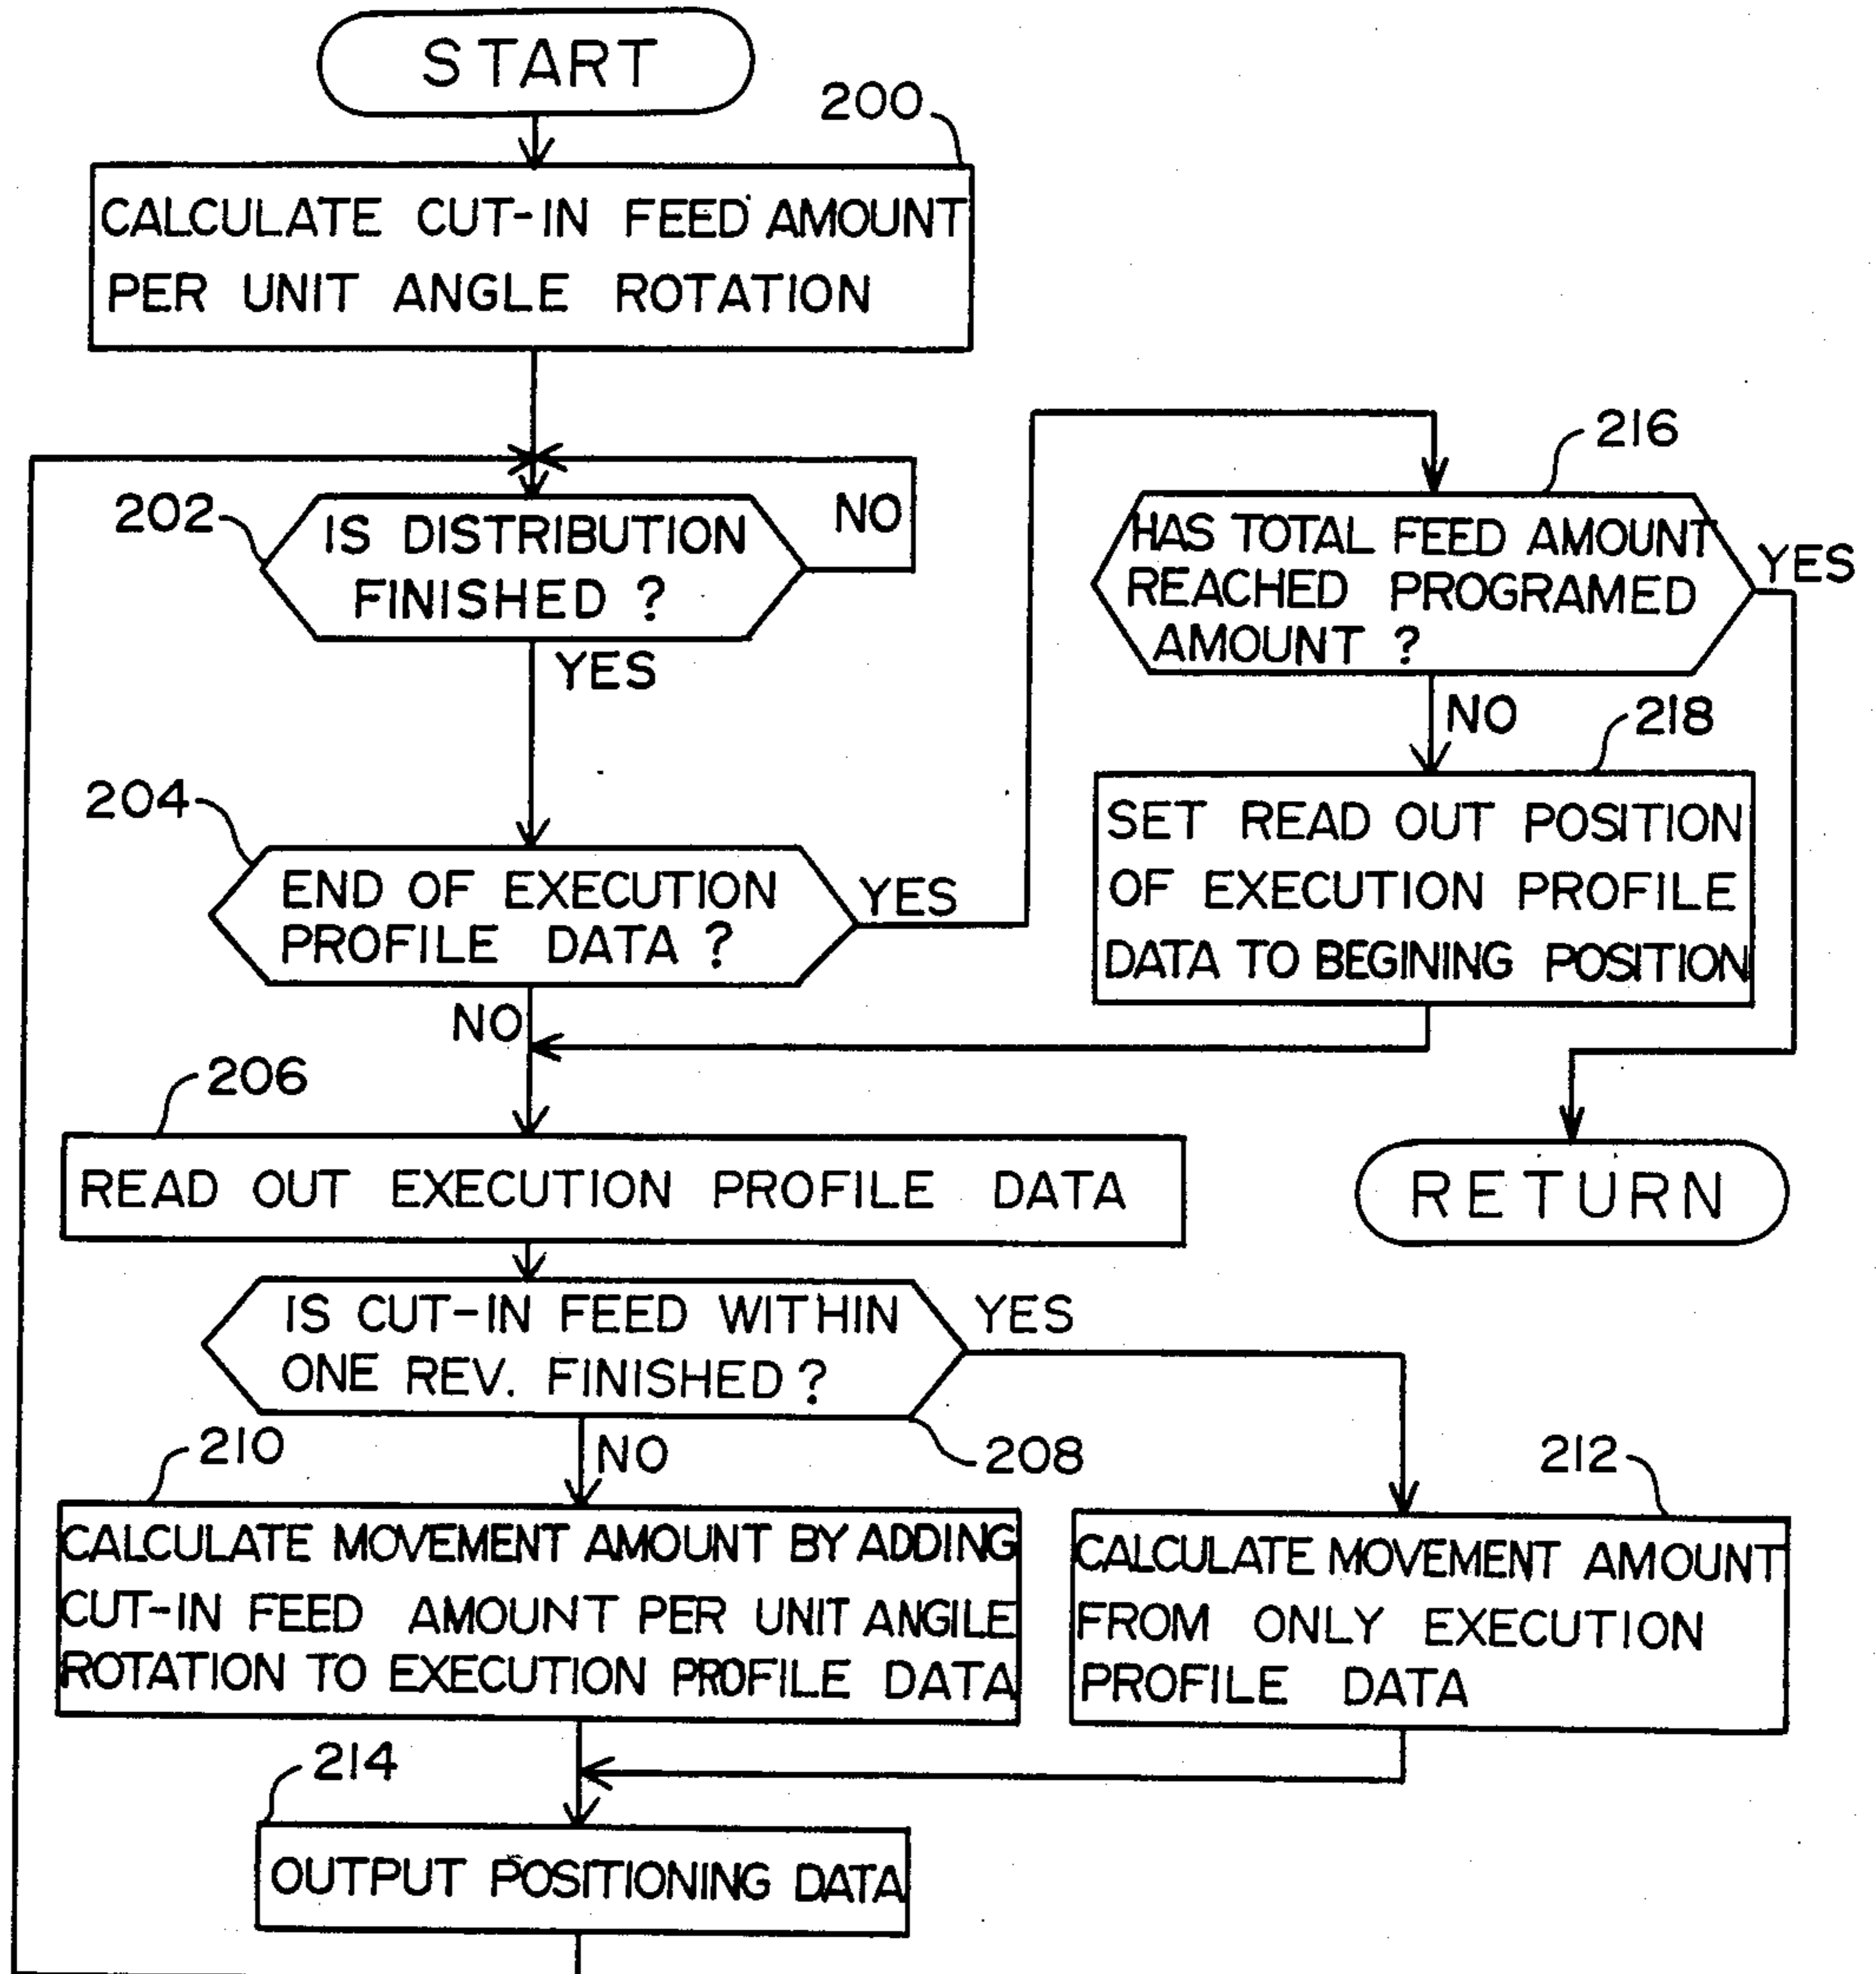 START
200
CALCULATE CUT-IN FEED AMOUNT
PER UNIT ANGLE ROTATION
202
IS DISTRIBUTION
FINISHED ?
NO
YES
216
HAS TOTAL FEED AMOUNT
REACHED PROGRAMED
AMOUNT ?
YES
NO
218
SET READ OUT POSITION
OF EXECUTION PROFILE
DATA TO BEGINING POSITION
204
END OF EXECUTION
PROFILE DATA ?
YES
NO
206
READ OUT EXECUTION PROFILE DATA
RETURN
IS CUT-IN FEED WITHIN
ONE REV. FINISHED ?
YES
NO
208
210
CALCULATE MOVEMENT AMOUNT BY ADDING
CUT-IN FEED AMOUNT PER UNIT ANGILE
ROTATION TO EXECUTION PROFILE DATA
212
CALCULATE MOVEMENT AMOUNT
FROM ONLY EXECUTION
PROFILE DATA
214
OUTPUT POSITIONING DATA